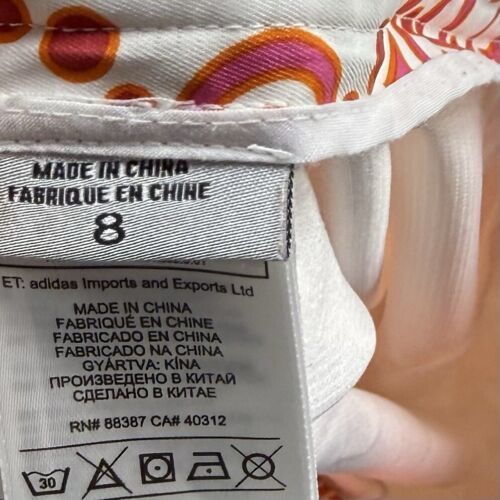 MADE IN CHINA
FABRIQUE EN CHINE
8
ET: adidas Imports and Exports Ltd
MADE IN CHINA
FABRIQUÉ EN CHINE
FABRICADO EN CHINA
FABRICADO NA CHINA
GYÁRTVA: KÍNA
ПРОИЗВЕДЕНО В КИТАЙ
СДЕЛАНО В КИТАЕ
RN# 88387 CA# 40312
30